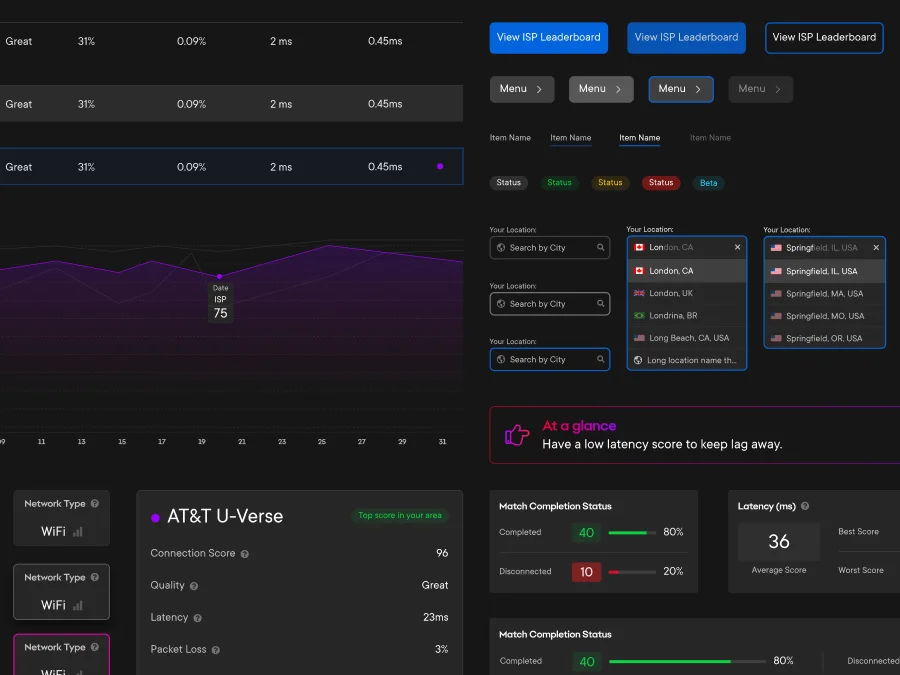 Great 31% 0.09% 2 ms 0.45ms
Great 31% 0.09% 2 ms 0.45ms
Great 31% 0.09% 2 ms 0.45ms
Date
ISP
75
09 11 13 15 17 19 21 23 25 27 29 31
View ISP Leaderboard View ISP Leaderboard View ISP Leaderboard
Menu Menu Menu Menu
Item Name Item Name Item Name Item Name
Status Status Status Status Beta
Your Location:
Search by City
Your Location:
Search by City
Your Location:
Search by City
Your Location:
London, CA
London, CA
London, UK
Londrina, BR
Long Beach, CA, USA
Long location name th...
Your Location:
Springfield, IL, USA
Springfield, IL, USA
Springfield, MA, USA
Springfield, MO, USA
Springfield, OR, USA
At a glance
Have a low latency score to keep lag away.
Network Type ?
WiFi
Network Type ?
WiFi
Network Type ?
WiFi
AT&T U-Verse Top score in your area
Connection Score ? 96
Quality ? Great
Latency ? 23ms
Packet Loss ? 3%
Match Completion Status
Completed 40 80%
Disconnected 10 20%
Latency (ms) ?
36
Average Score
Best Score
Worst Score
Match Completion Status
Completed 40 80% Disconnected